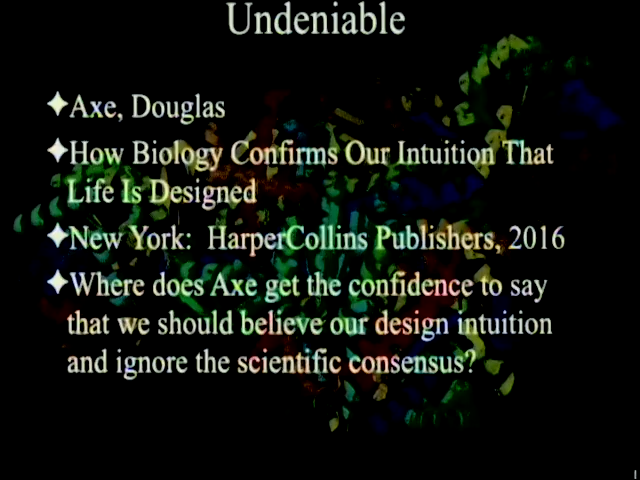 Undeniable
✦Axe, Douglas
✦How Biology Confirms Our Intuition That
Life Is Designed
✦New York:  HarperCollins Publishers, 2016
✦Where does Axe get the confidence to say
that we should believe our design intuition
and ignore the scientific consensus?